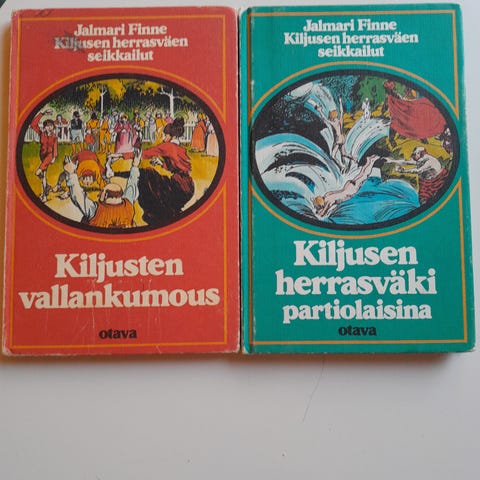 Jalmari Finne
Kiljusen herrasväen
seikkailut
Kiljusten
vallankumous
otava
Jalmari Finne
Kiljusen herrasväen
seikkailut
Kiljusen
herrasväki
partiolaisina
otava